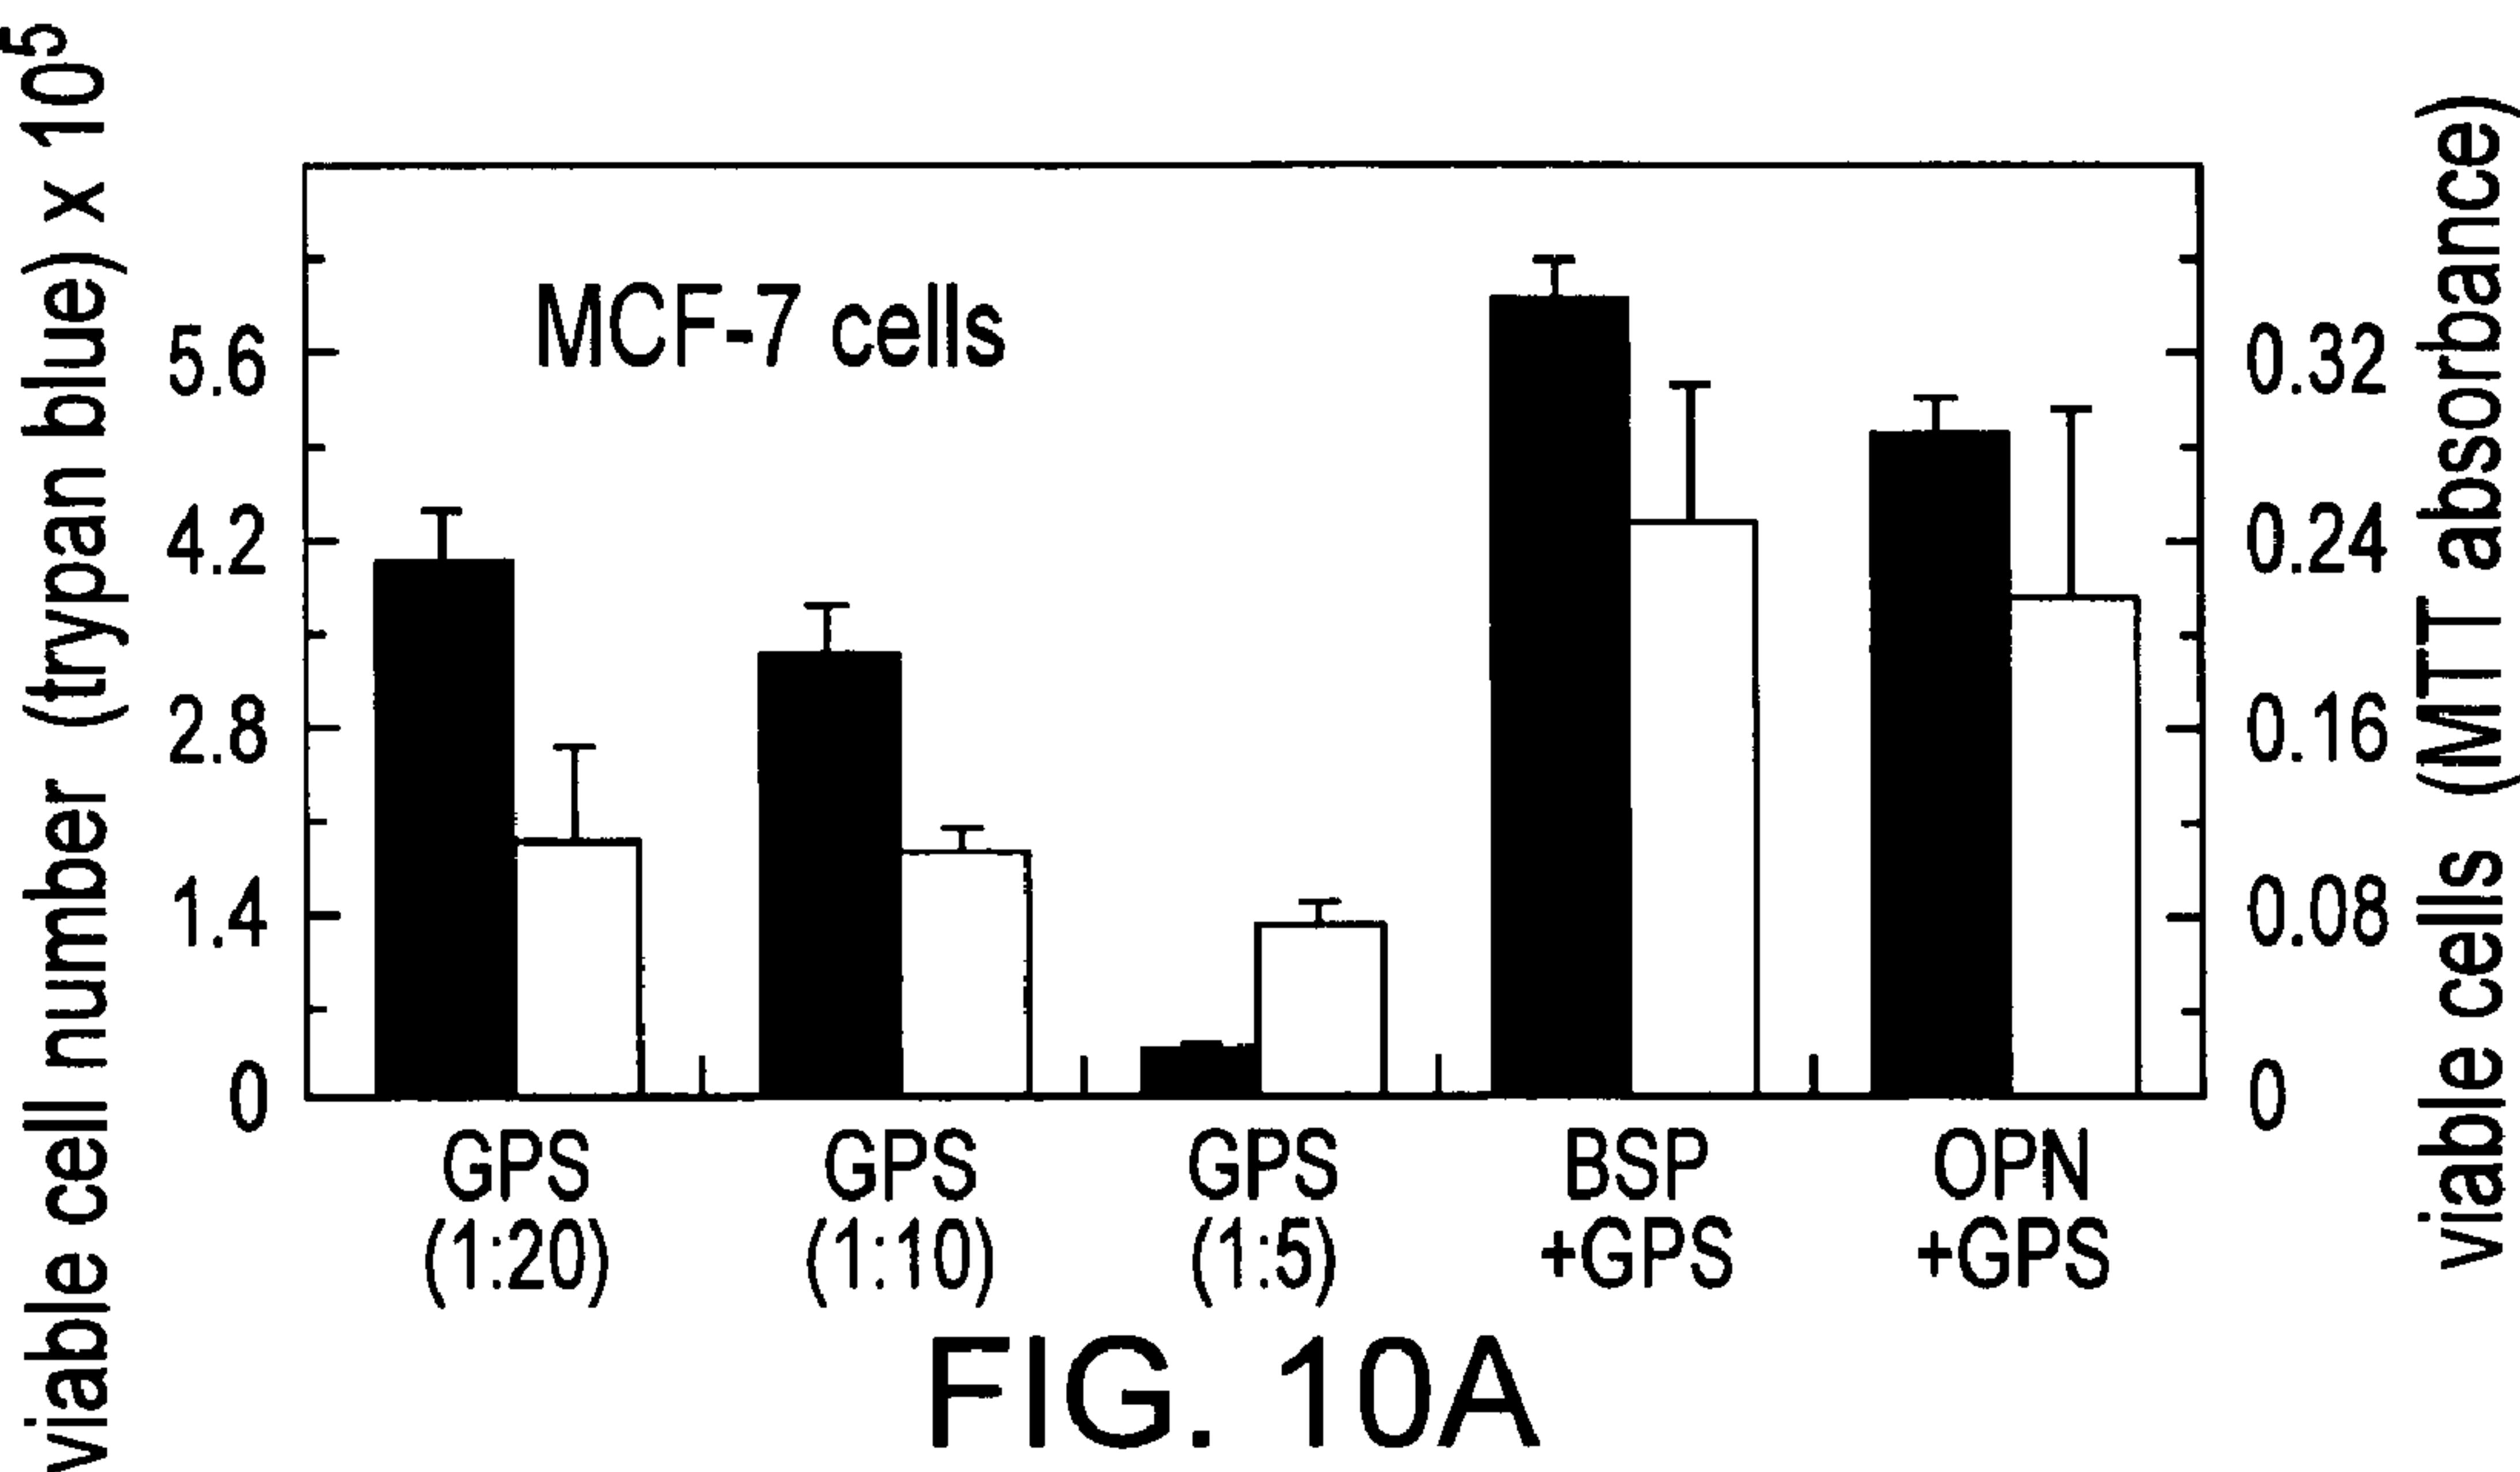 viable cell number (trypan blue) x 10⁵
5.6
4.2
2.8
1.4
0
MCF-7 cells
0.32
0.24
0.16
0.08
0
viable cells (MTT absorbance)
GPS
(1:20)
GPS
(1:10)
GPS
(1:5)
BSP
+GPS
OPN
+GPS
FIG. 10A